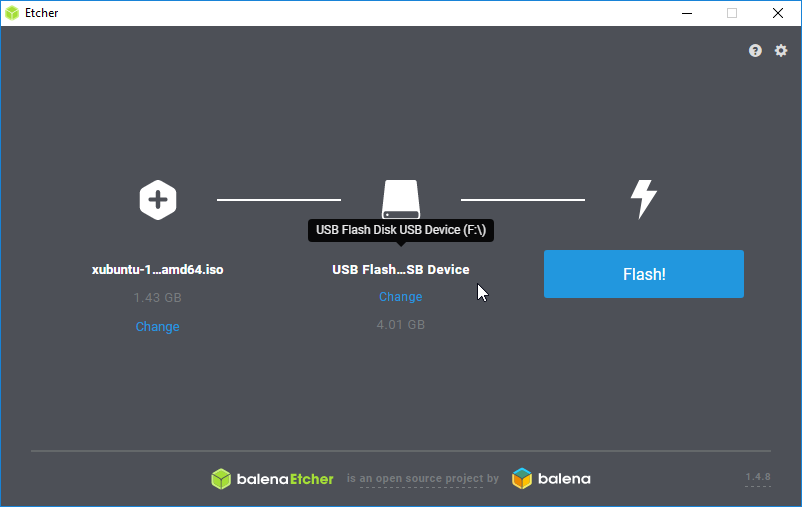 Etcher
USB Flash Disk USB Device (F:\)
xubuntu-1...amd64.iso
USB Flash...SB Device
Flash!
1.43 GB
Change
Change
4.01 GB
balenaEtcher is an open source project by balena
1.4.8